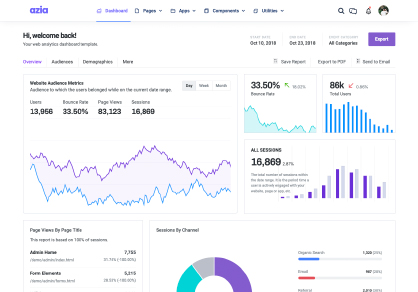 azia
Dashboard
Pages
Apps
Components
Utilities
Hi, welcome back!
Your web analytics dashboard template.
START DATE
Oct 10, 2018
END DATE
Oct 23, 2018
EVENT CATEGORY
All Categories
Export
Overview
Audiences
Demographics
More
Save Report
Export to PDF
Send to Email
Website Audience Metrics
Audience to which the users belonged while on the current date range.
Day
Week
Month
Users
13,956
Bounce Rate
33.50%
Page Views
83,123
Sessions
16,869
33.50%
18.02%
Bounce Rate
86k
0.86%
Total Users
ALL SESSIONS
16,869
2.87%
The total number of sessions within
the date range. It is the period time a
user is actively engaged with your
website, page or app, etc.
Page Views By Page Title
This report is based on 100% of sessions
Admin Home
7,755
/demo/admin/index.html
31.74% (-100.00%)
Form Elements
5,215
/demo/admin/forms.html
28.53% (-100.00%)
Sessions By Channel
Organic Search
1,320 (25%)
Email
987 (20%)
Referral
2,010 (30%)